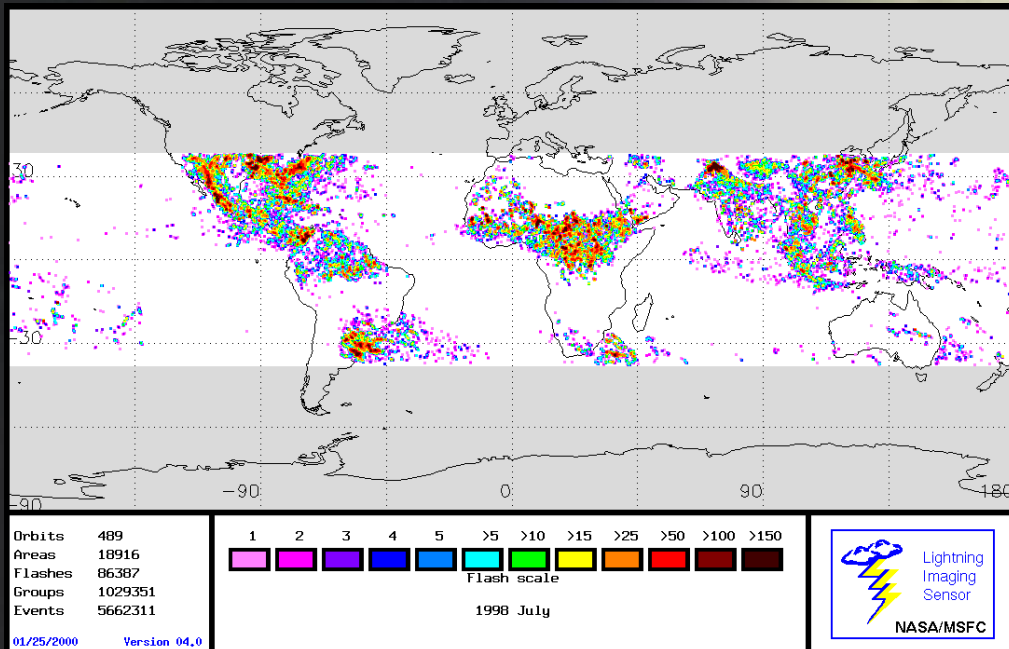 30
-30
-90
-90
0
90
180
Orbits 489
Areas 18916
Flashes 86387
Groups 1029351
Events 5662311
01/25/2000 Version 04.0
1 2 3 4 5 >5 >10 >15 >25 >50 >100 >150
Flash scale
1998 July
Lightning
Imaging
Sensor
NASA/MSFC